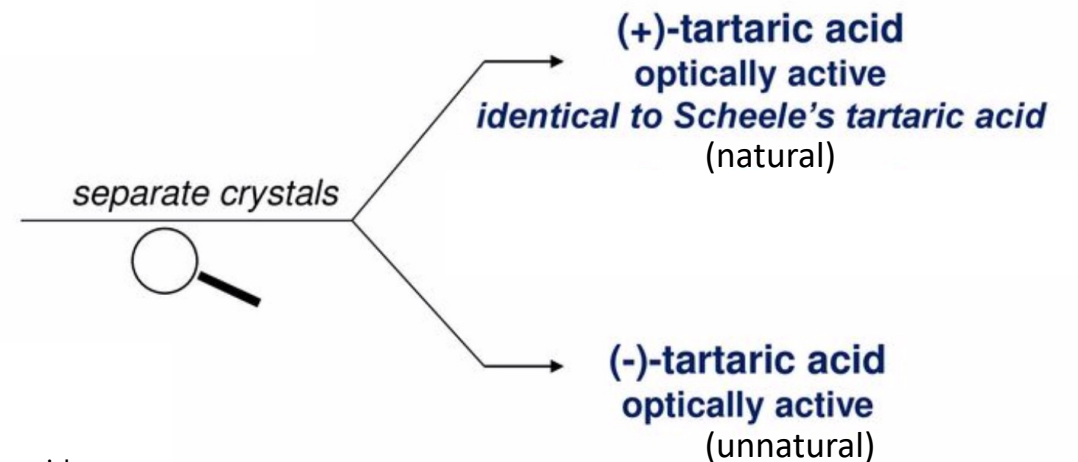 (+)-tartaric acid
optically active
identical to Scheele's tartaric acid
(natural)
separate crystals
(-)-tartaric acid
optically active
(unnatural)